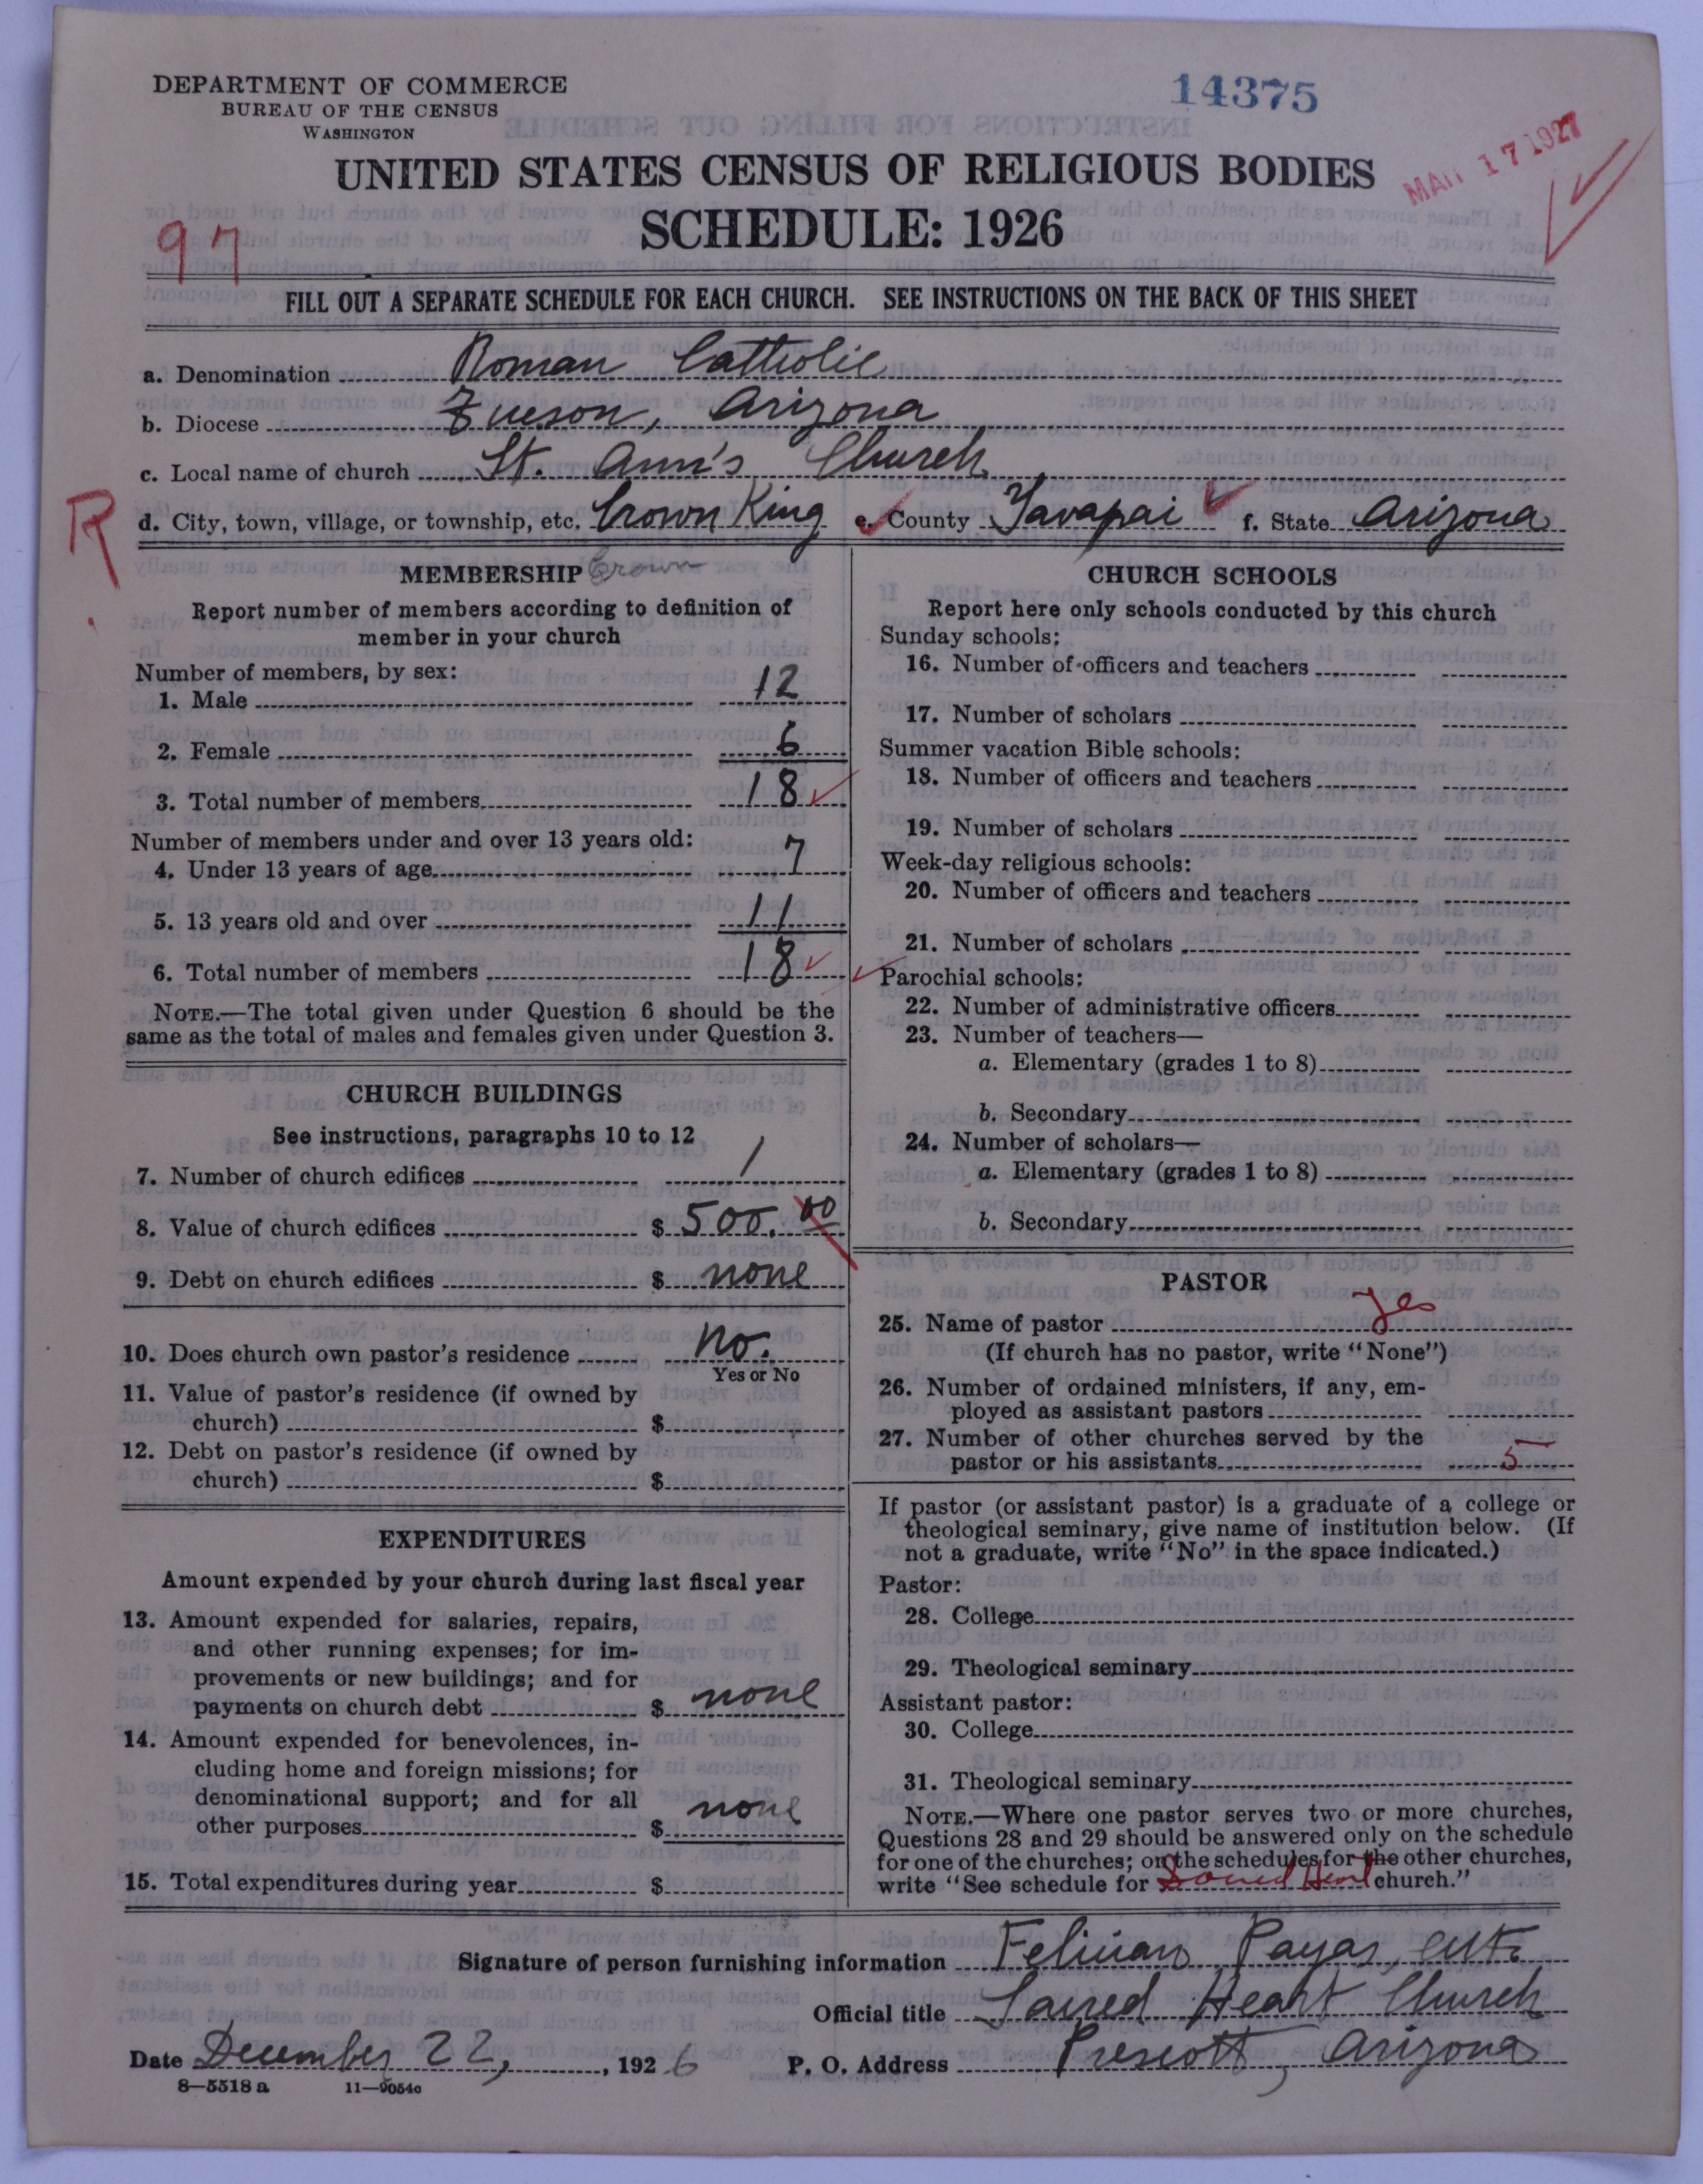 DEPARTMENT OF COMMERCE
BUREAU OF THE CENSUS
WASHINGTON
14375
MAR 17 1927
UNITED STATES CENSUS OF RELIGIOUS BODIES
SCHEDULE: 1926
97
FILL OUT A SEPARATE SCHEDULE FOR EACH CHURCH. SEE INSTRUCTIONS ON THE BACK OF THIS SHEET
a. Denomination Roman Catholic
b. Diocese Tucson, Arizona
c. Local name of church St. Ann's Church
R
d. City, town, village, or township, etc. Crown King e. County Yavapai f. State Arizona
MEMBERSHIP Crown
Report number of members according to definition of
member in your church
Number of members, by sex:
1. Male 12
2. Female 6
3. Total number of members 18
Number of members under and over 13 years old:
4. Under 13 years of age 7
5. 13 years old and over 11
6. Total number of members 18
NOTE.—The total given under Question 6 should be the
same as the total of males and females given under Question 3.
CHURCH BUILDINGS
See instructions, paragraphs 10 to 12
7. Number of church edifices 1
8. Value of church edifices $ 500.00
9. Debt on church edifices $ none
10. Does church own pastor's residence No.
Yes or No
11. Value of pastor's residence (if owned by
church) $
12. Debt on pastor's residence (if owned by
church) $
EXPENDITURES
Amount expended by your church during last fiscal year
13. Amount expended for salaries, repairs,
and other running expenses; for im-
provements or new buildings; and for
payments on church debt $ none
14. Amount expended for benevolences, in-
cluding home and foreign missions; for
denominational support; and for all
other purposes $ none
15. Total expenditures during year $
CHURCH SCHOOLS
Report here only schools conducted by this church
Sunday schools:
16. Number of officers and teachers
17. Number of scholars
Summer vacation Bible schools:
18. Number of officers and teachers
19. Number of scholars
Week-day religious schools:
20. Number of officers and teachers
21. Number of scholars
Parochial schools:
22. Number of administrative officers
23. Number of teachers—
a. Elementary (grades 1 to 8)
b. Secondary
24. Number of scholars—
a. Elementary (grades 1 to 8)
b. Secondary
PASTOR
25. Name of pastor yes
(If church has no pastor, write "None")
26. Number of ordained ministers, if any, em-
ployed as assistant pastors
27. Number of other churches served by the
pastor or his assistants 5
If pastor (or assistant pastor) is a graduate of a college or
theological seminary, give name of institution below. (If
not a graduate, write "No" in the space indicated.)
Pastor:
28. College
29. Theological seminary
Assistant pastor:
30. College
31. Theological seminary
NOTE.—Where one pastor serves two or more churches,
Questions 28 and 29 should be answered only on the schedule
for one of the churches; on the schedules for the other churches,
write "See schedule for Sacred Heart church."
Signature of person furnishing information Payas,
Official title Sacred Heart Church
Date December 22, 1926 P. O. Address Prescott, Arizona
8—5518 a 11—9054c